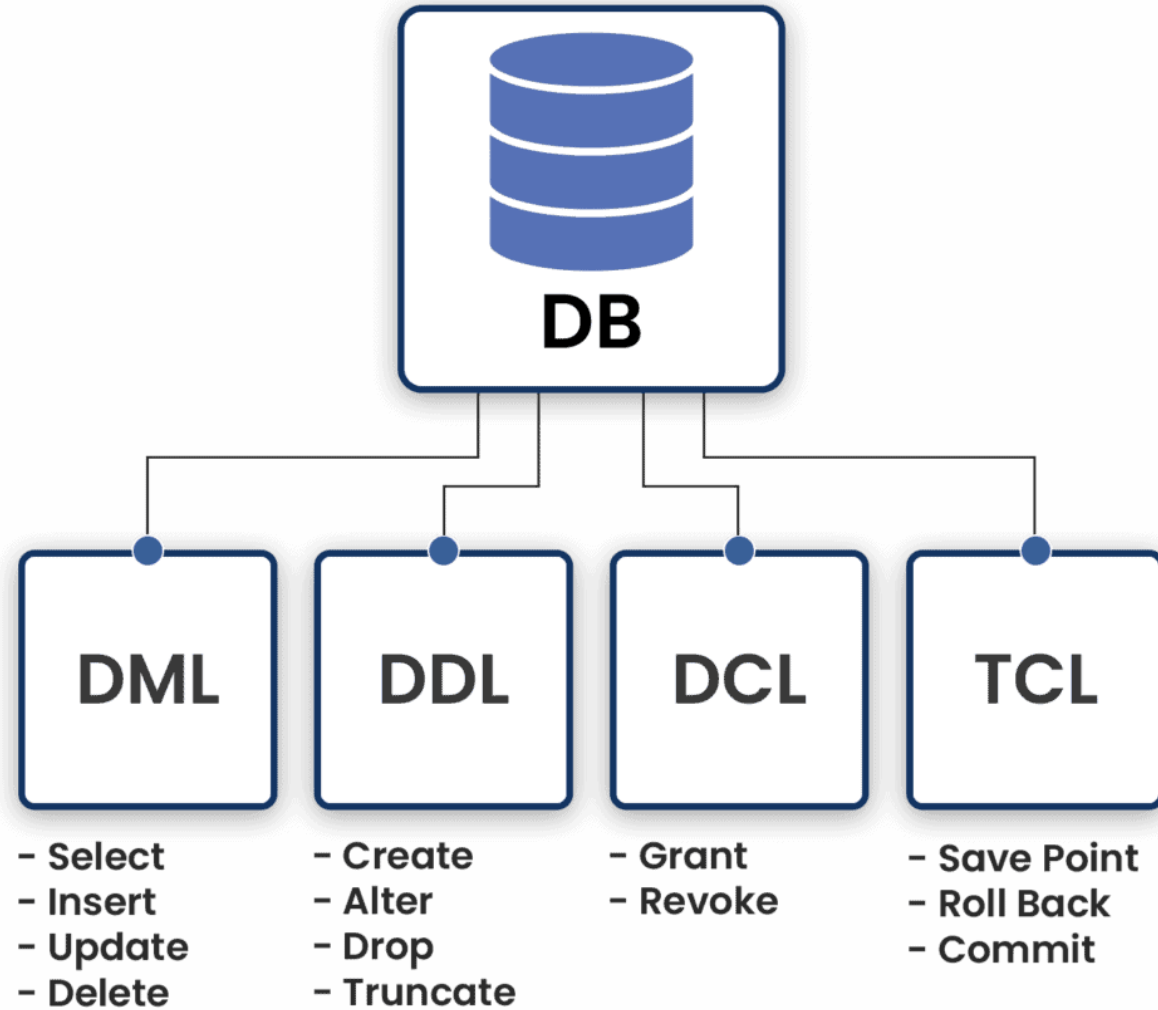 DB
DML
DDL
DCL
TCL
- Select
- Insert
- Update
- Delete
- Create
- Alter
- Drop
- Truncate
- Grant
- Revoke
- Save Point
- Roll Back
- Commit